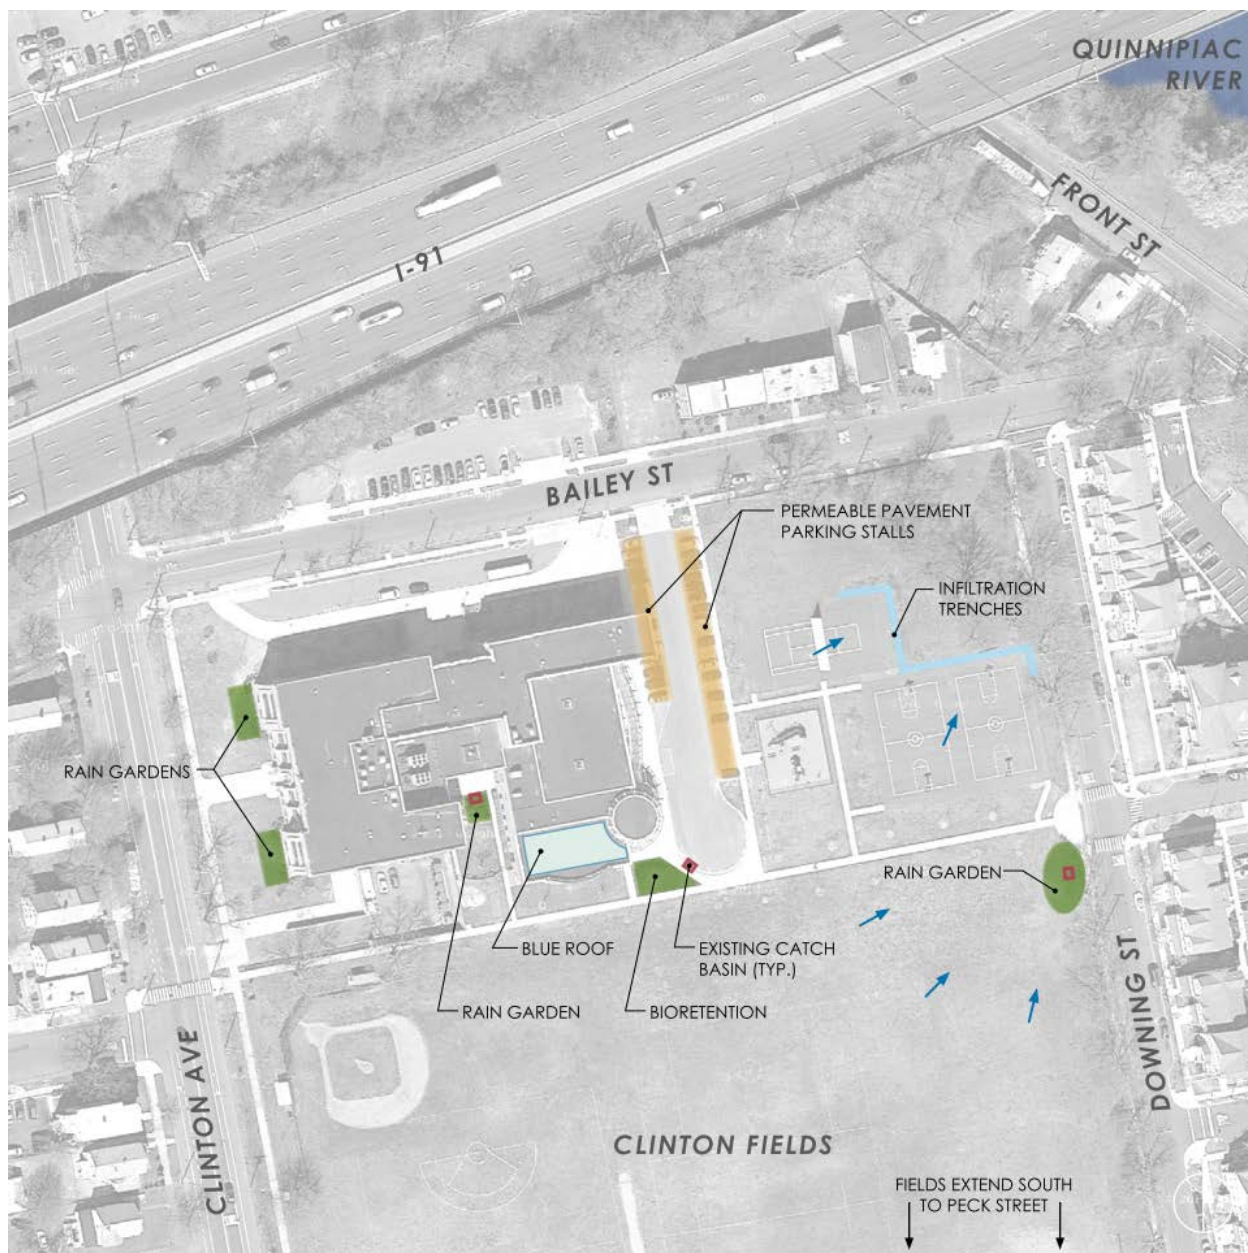 QUINNIPIAC
RIVER
FRONT ST
I-91
BAILEY ST
PERMEABLE PAVEMENT
PARKING STALLS
INFILTRATION
TRENCHES
RAIN GARDENS
RAIN GARDEN
BLUE ROOF
EXISTING CATCH
BASIN (TYP.)
RAIN GARDEN
BIORETENTION
DOWNING ST
CLINTON AVE
CLINTON FIELDS
FIELDS EXTEND SOUTH
TO PECK STREET